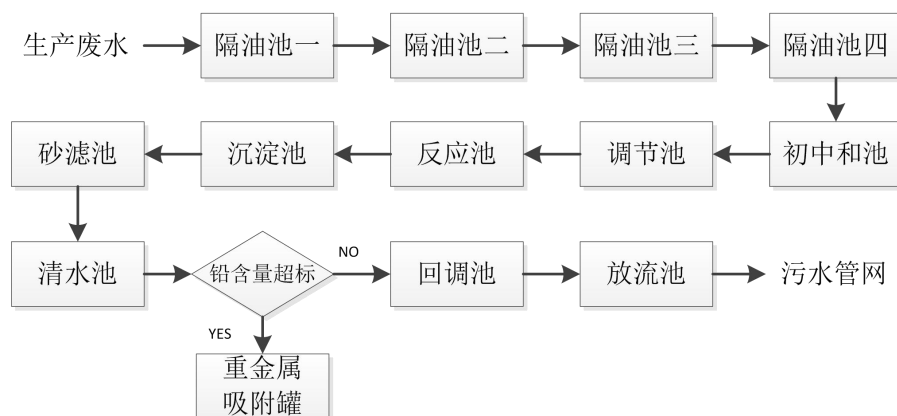 生产废水
隔油池一
隔油池二
隔油池三
隔油池四
初中和池
调节池
反应池
沉淀池
砂滤池
清水池
铅含量超标
NO
回调池
放流池
污水管网
YES
重金属
吸附罐